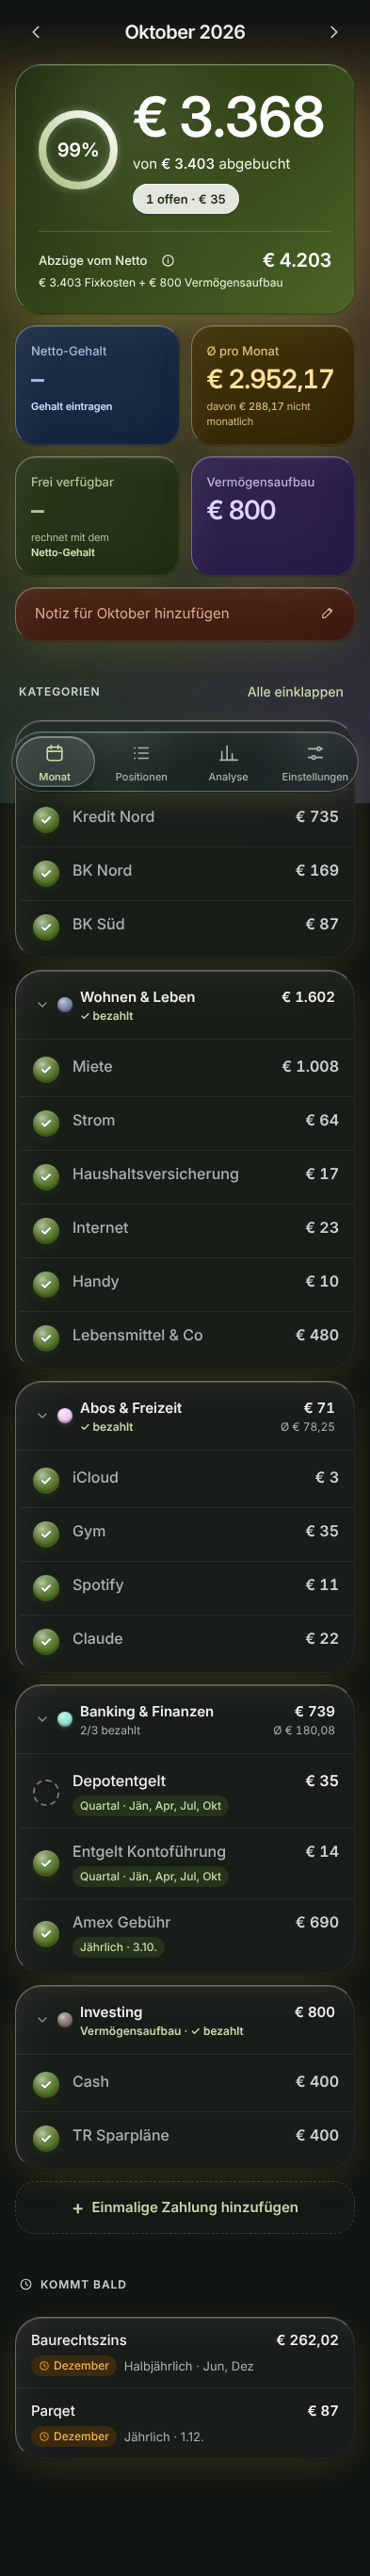 Oktober 2026
€ 3.368
99%
von € 3.403 abgebucht
1 offen · € 35
Abzüge vom Netto € 4.203
€ 3.403 Fixkosten + € 800 Vermögensaufbau
Netto-Gehalt
–
Gehalt eintragen
Ø pro Monat
€ 2.952,17
davon € 288,17 nicht
monatlich
Frei verfügbar
–
rechnet mit dem
Netto-Gehalt
Vermögensaufbau
€ 800
Notiz für Oktober hinzufügen
KATEGORIEN Alle einklappen
Monat Positionen Analyse Einstellungen
Kredit Nord € 735
BK Nord € 169
BK Süd € 87
Wohnen & Leben € 1.602
✓ bezahlt
Miete € 1.008
Strom € 64
Haushaltsversicherung € 17
Internet € 23
Handy € 10
Lebensmittel & Co € 480
Abos & Freizeit € 71
✓ bezahlt Ø € 78,25
iCloud € 3
Gym € 35
Spotify € 11
Claude € 22
Banking & Finanzen € 739
2/3 bezahlt Ø € 180,08
Depotentgelt € 35
Quartal · Jän, Apr, Jul, Okt
Entgelt Kontoführung € 14
Quartal · Jän, Apr, Jul, Okt
Amex Gebühr € 690
Jährlich · 3.10.
Investing € 800
Vermögensaufbau · ✓ bezahlt
Cash € 400
TR Sparpläne € 400
+ Einmalige Zahlung hinzufügen
KOMMT BALD
Baurechtszins € 262,02
Dezember Halbjährlich · Jun, Dez
Parqet € 87
Dezember Jährlich · 1.12.